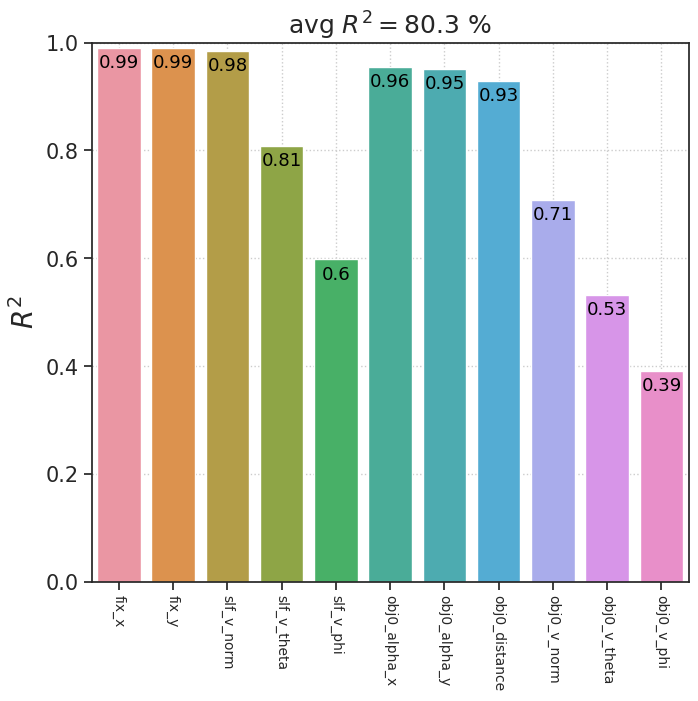 avg R² = 80.3 %
R²
1.0
0.8
0.6
0.4
0.2
0.0
0.99
0.99
0.98
0.81
0.6
0.96
0.95
0.93
0.71
0.53
0.39
fix_x
fix_y
slf_v_norm
slf_v_theta
slf_v_phi
obj0_alpha_x
obj0_alpha_y
obj0_distance
obj0_v_norm
obj0_v_theta
obj0_v_phi